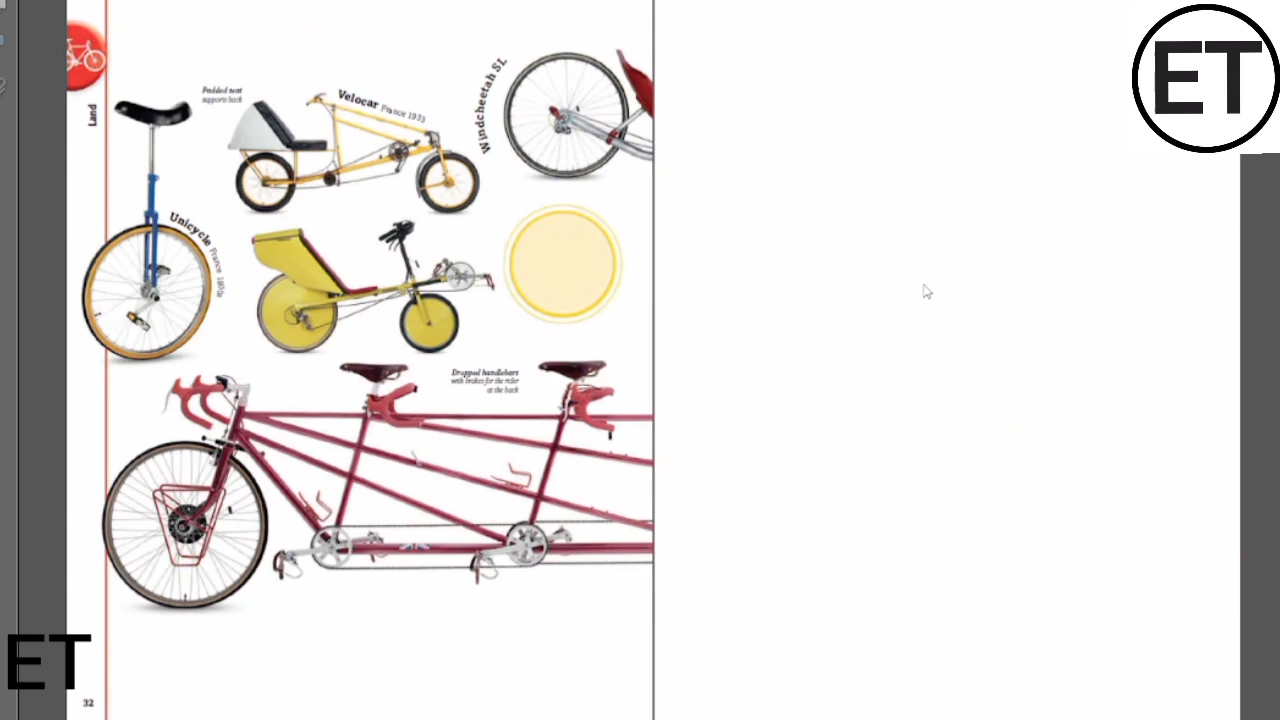 ET
Land
Padded seat
supports back
Velocar France 1933
Windcheetah SL
Unicycle France 1870s
Dropped handlebars
with brakes for the rider
at the back
ET
32